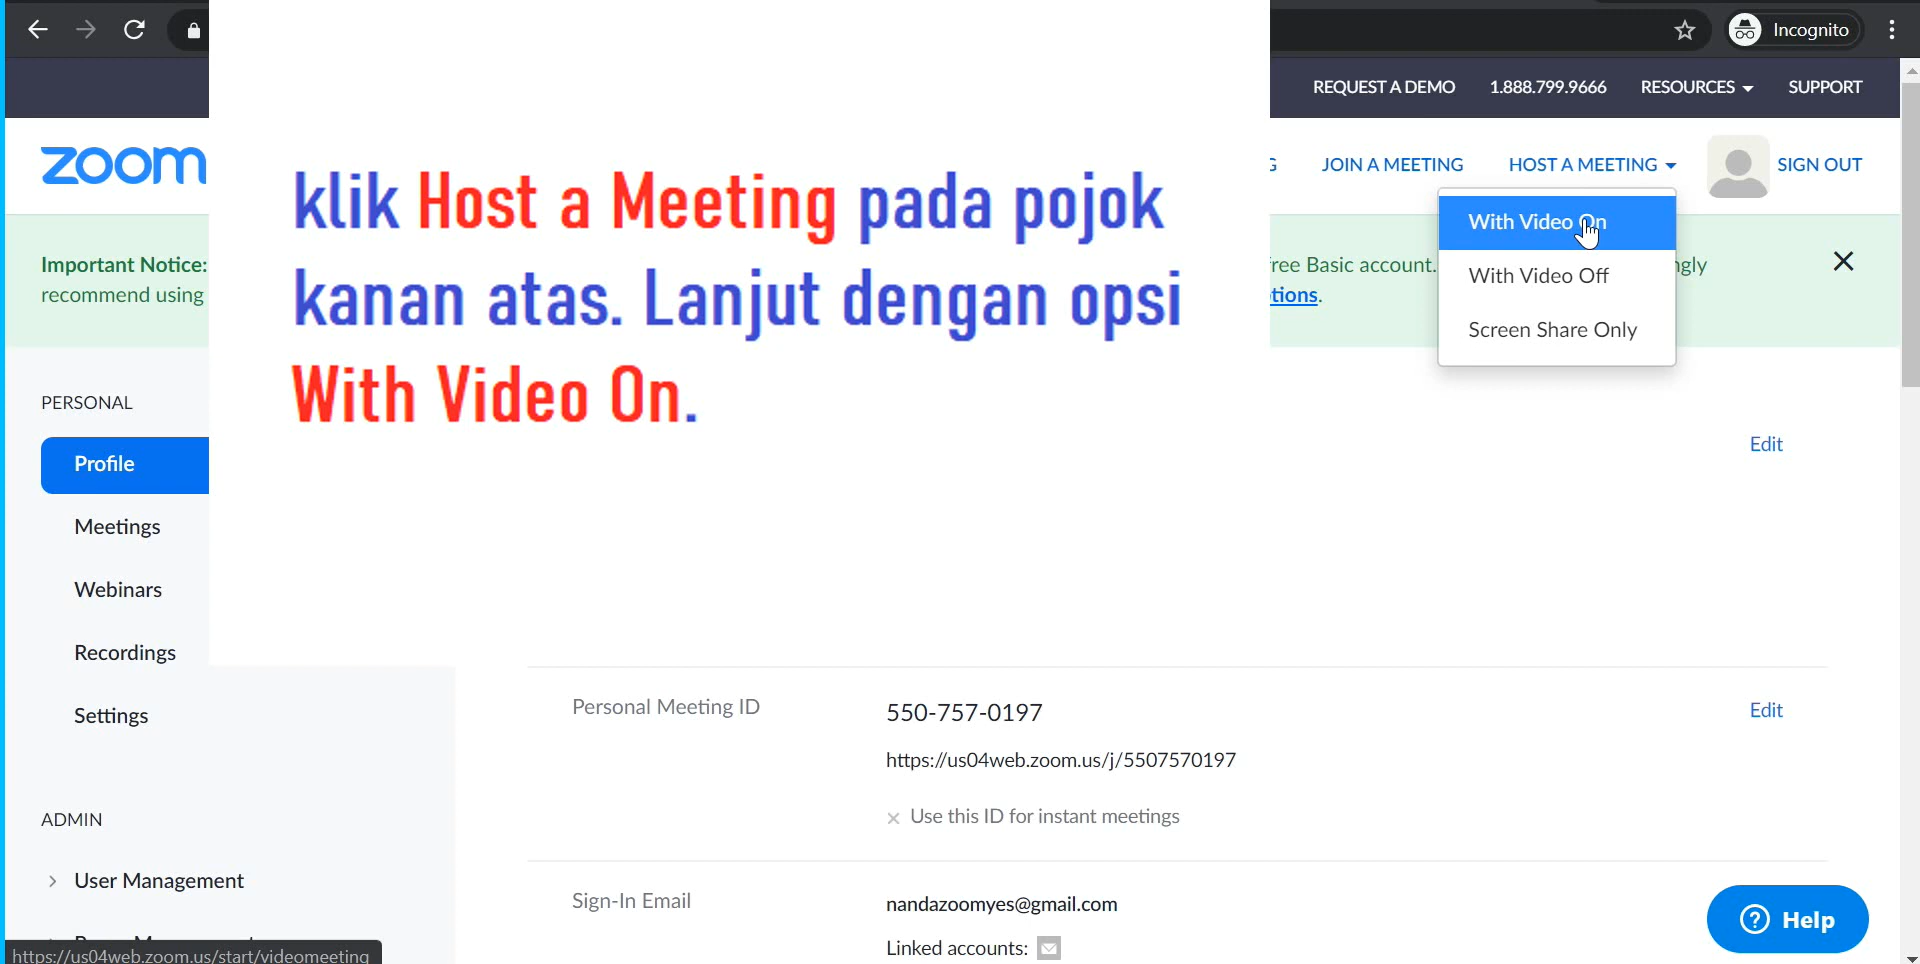 Incognito
REQUEST A DEMO 1.888.799.9666 RESOURCES SUPPORT
zoom
JOIN A MEETING HOST A MEETING SIGN OUT
With Video On
With Video Off
Screen Share Only
klik Host a Meeting pada pojok
kanan atas. Lanjut dengan opsi
With Video On.
Important Notice:
recommend using
ree Basic account.
tions.
ngly
PERSONAL
Profile
Edit
Meetings
Webinars
Recordings
Settings
Personal Meeting ID 550-757-0197 Edit
https://us04web.zoom.us/j/5507570197
× Use this ID for instant meetings
ADMIN
> User Management
Sign-In Email nandazoomyes@gmail.com
Linked accounts:
Help
https://us04web.zoom.us/start/videomeeting